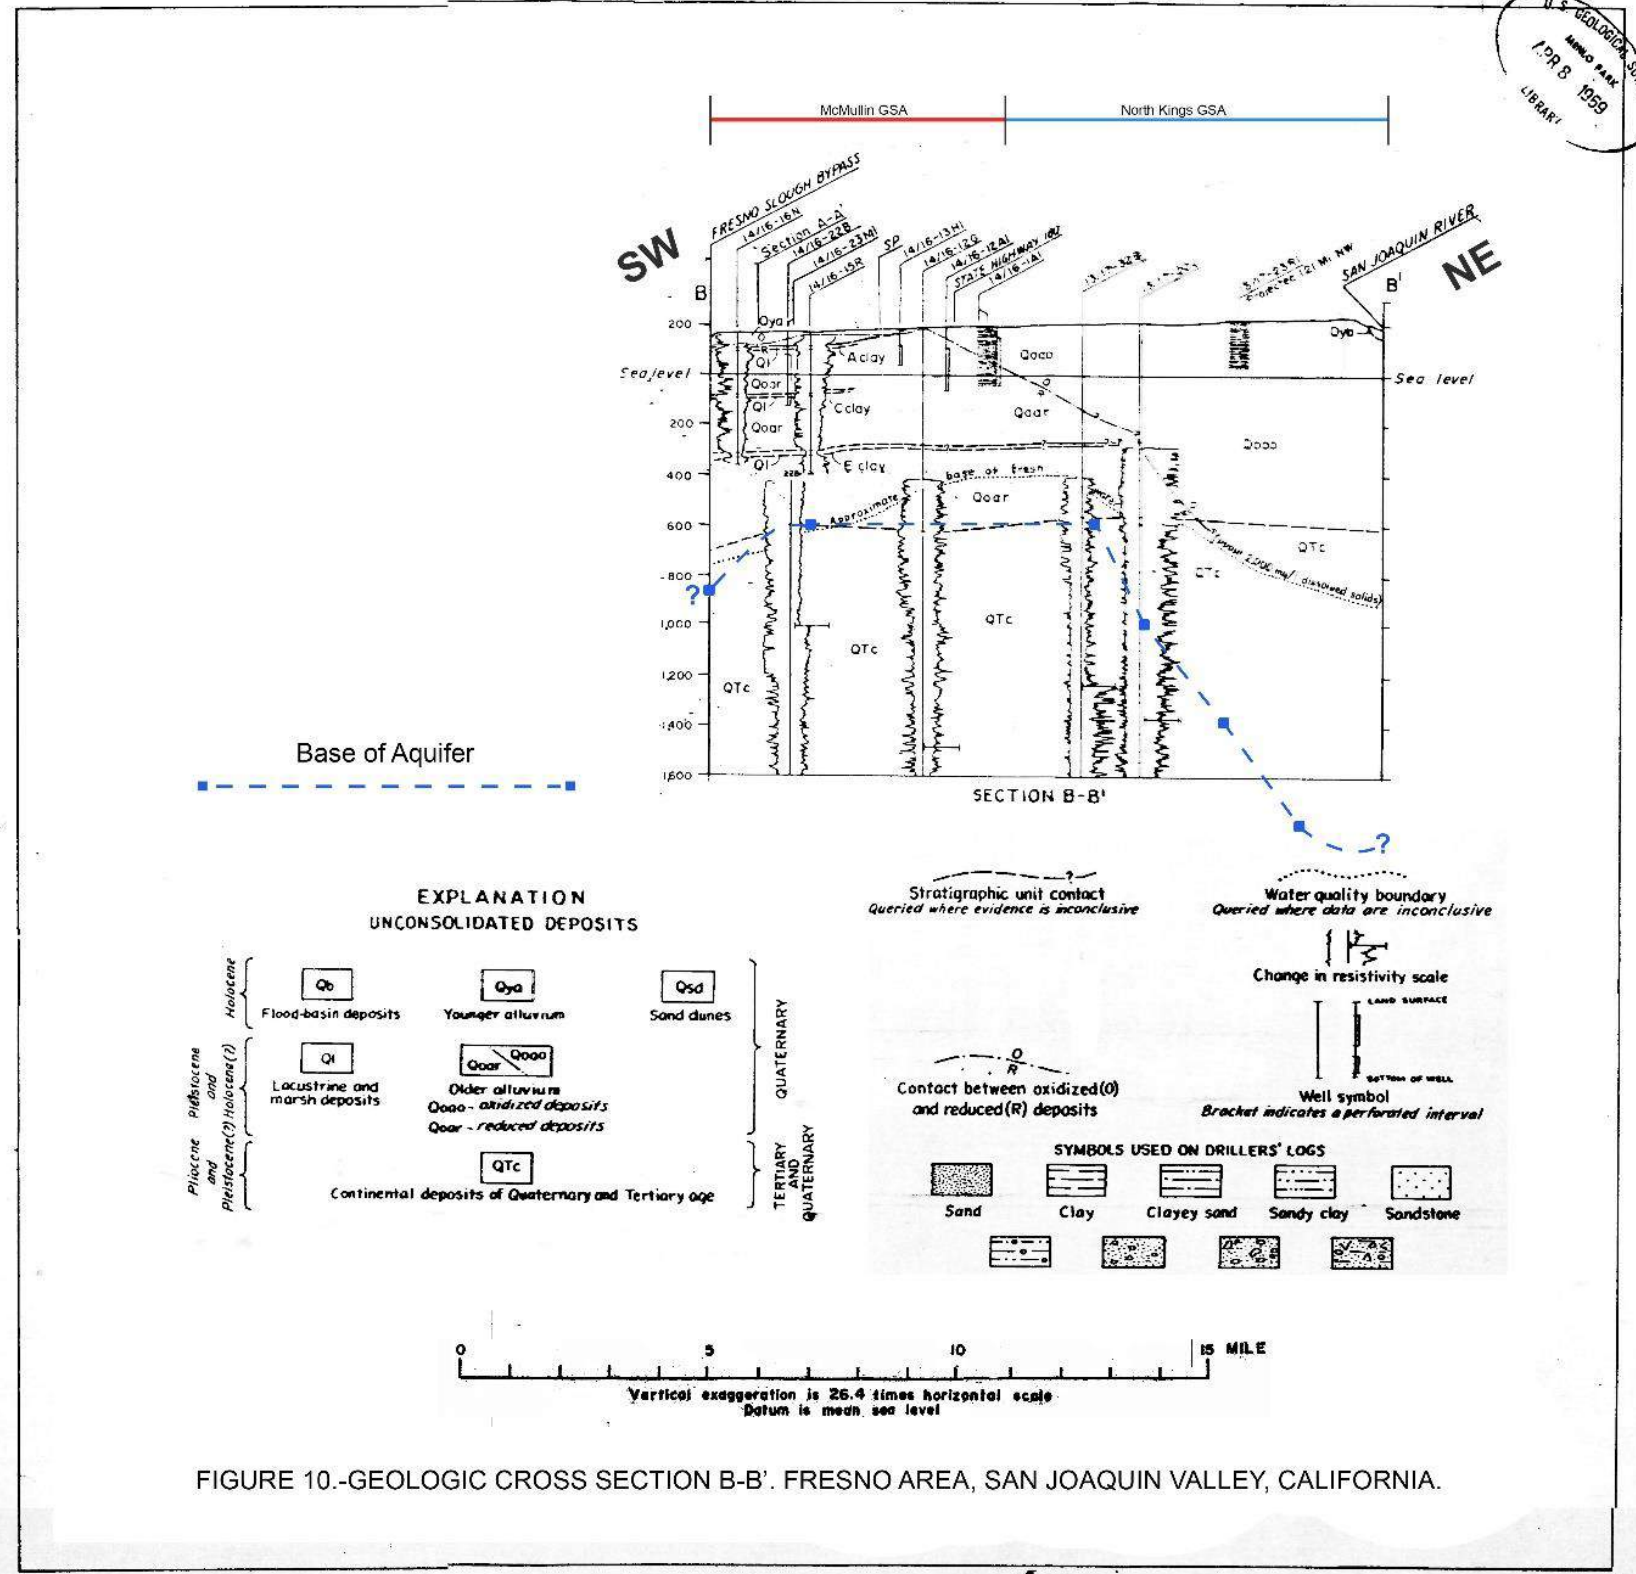 U. S. GEOLOGICAL
MENLO PARK
APR 8 1959
LIBRARY
McMullin GSA
North Kings GSA
SW
NE
FRESNO SLOUGH BYPASS
14/16-16N
Section A-A'
14/16-22B
14/16-23M1
14/16-15R
SP
14/16-13H1
14/16-12G
14/16-12A1
STATE HIGHWAY 180
14/16-1A1
SAN JOAQUIN RIVER
B
B'
200
Sea level
200
400
600
800
1,000
1,200
1,400
1,600
Sea level
Qya
O
R
Ql
Qoar
Ql
Qoar
Ql
A clay
C clay
E clay
22B
Qoao
Qoar
O
R
Qoao
Qya
Approximate
base of fresh
Qoar
QTc
QTc
QTc
QTc
QTc
2,000 mg/l dissolved solids)
?
?
SECTION B-B'
Base of Aquifer
EXPLANATION
UNCONSOLIDATED DEPOSITS
Holocene
Qb
Flood-basin deposits
Qya
Younger alluvium
Qsd
Sand dunes
Pleistocene
and
Holocene(?)
Ql
Lacustrine and
marsh deposits
Qoar
Qoao
Older alluvium
Qoao- oxidized deposits
Qoar - reduced deposits
QUATERNARY
Pliocene
and
Pleistocene(?)
QTc
Continental deposits of Quaternary and Tertiary age
TERTIARY
AND
QUATERNARY
?
Stratigraphic unit contact
Queried where evidence is inconclusive
Water quality boundary
Queried where data are inconclusive
Change in resistivity scale
LAND SURFACE
BOTTOM OF WELL
Well symbol
Bracket indicates a perforated interval
O
R
Contact between oxidized(O)
and reduced(R) deposits
SYMBOLS USED ON DRILLERS' LOGS
Sand
Clay
Clayey sand
Sandy clay
Sandstone
0 5 10 15 MILE
Vertical exaggeration is 26.4 times horizontal scale
Datum is mean sea level
FIGURE 10.-GEOLOGIC CROSS SECTION B-B'. FRESNO AREA, SAN JOAQUIN VALLEY, CALIFORNIA.